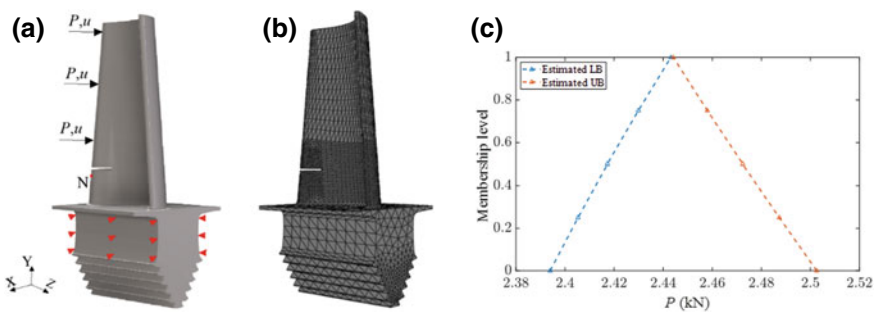 (a)
P,u
P,u
P,u
N
Y
X
Z
(b)
(c)
Estimated LB
Estimated UB
Membership level
1
0.8
0.6
0.4
0.2
0
2.38 2.4 2.42 2.44 2.46 2.48 2.5 2.52
P (kN)